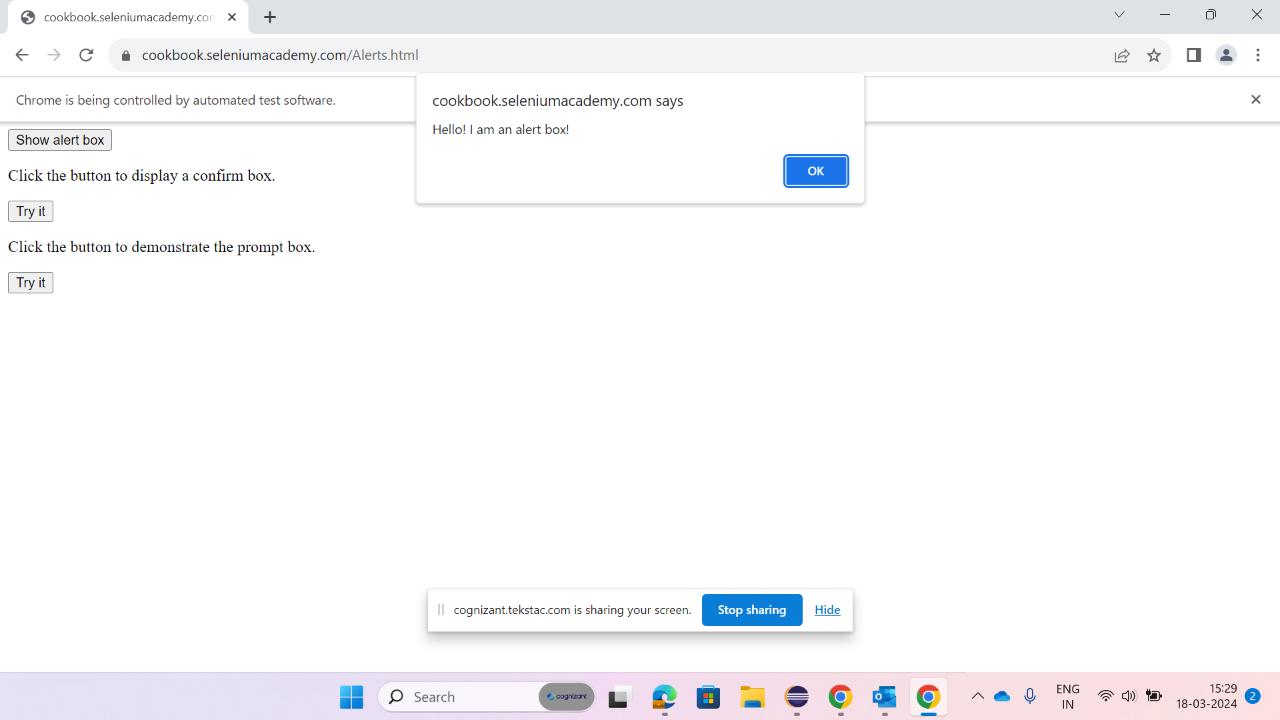 cookbook.seleniumacademy.con
cookbook.seleniumacademy.com/Alerts.html
Chrome is being controlled by automated test software.
cookbook.seleniumacademy.com says
Hello! I am an alert box!
OK
Show alert box
Click the button to display a confirm box.
Try it
Click the button to demonstrate the prompt box.
Try it
cognizant.tekstac.com is sharing your screen.
Stop sharing
Hide
Search
cognizant
ENG
IN
15:29
18-03-2024
2